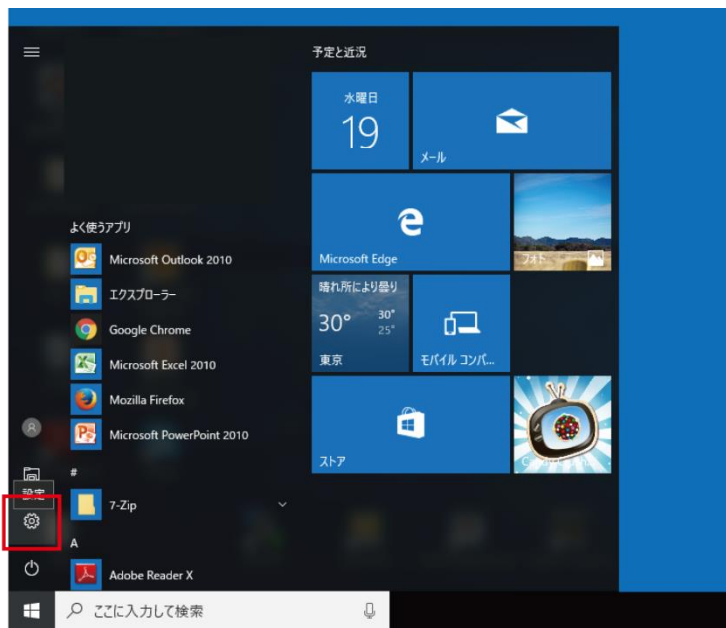 予定と近況
水曜日
19
メール
よく使うアプリ
Microsoft Outlook 2010
エクスプローラー
Google Chrome
Microsoft Excel 2010
Mozilla Firefox
Microsoft PowerPoint 2010
#
7-Zip
A
Adobe Reader X
Microsoft Edge
フォト
晴れ所により曇り
30° 30°
25°
東京
モバイル コンパ...
ストア
設定
ここに入力して検索